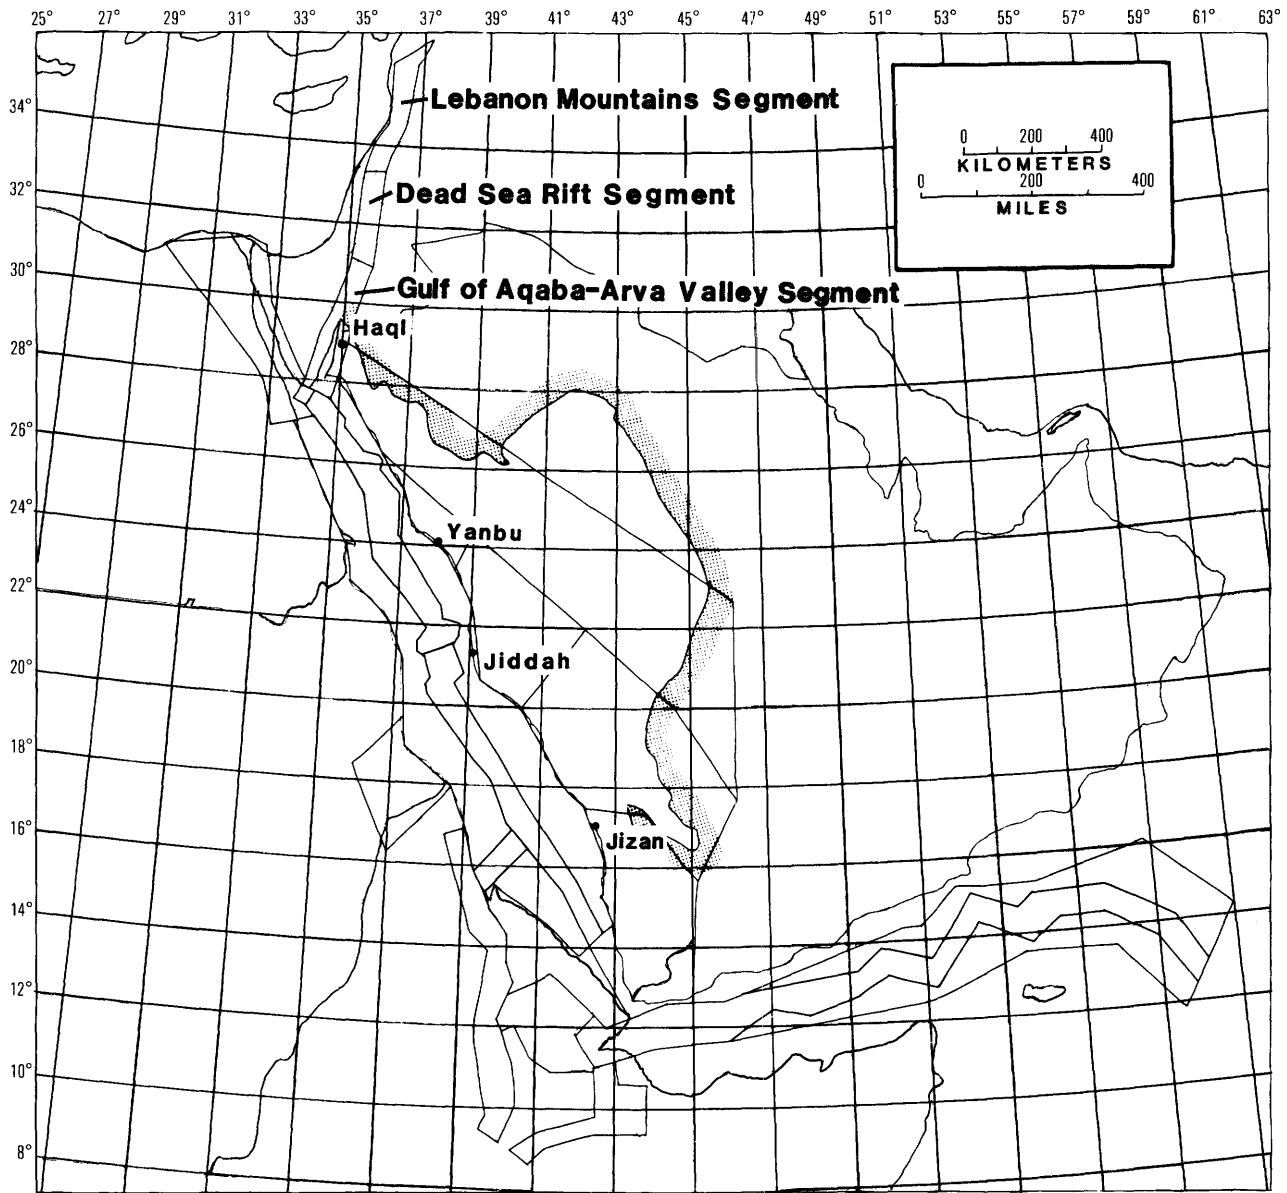 25° 27° 29° 31° 33° 35° 37° 39° 41° 43° 45° 47° 49° 51° 53° 55° 57° 59° 61° 63°
Lebanon Mountains Segment
0 200 400
KILOMETERS
0 200 400
MILES
34°
Dead Sea Rift Segment
32°
30°
Gulf of Aqaba-Arva Valley Segment
Haql
28°
26°
24°
Yanbu
22°
20°
Jiddah
18°
16°
Jizan
14°
12°
10°
8°